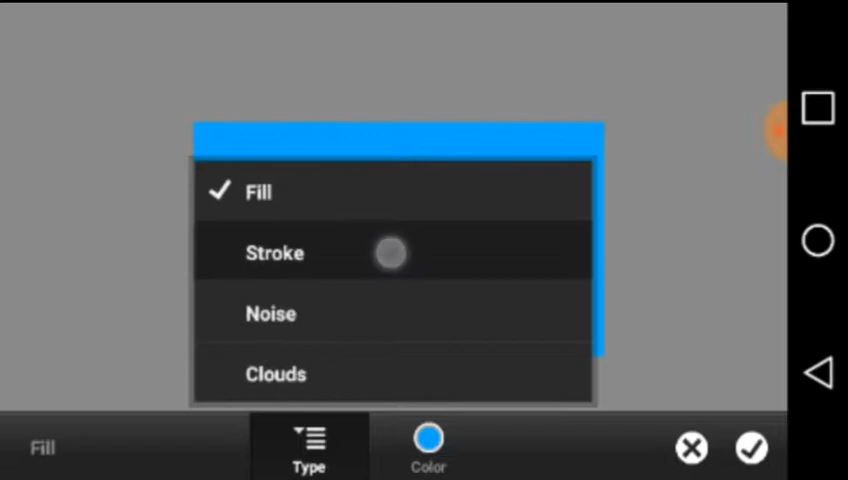 Fill
Stroke
Noise
Clouds
Fill
Type
Color